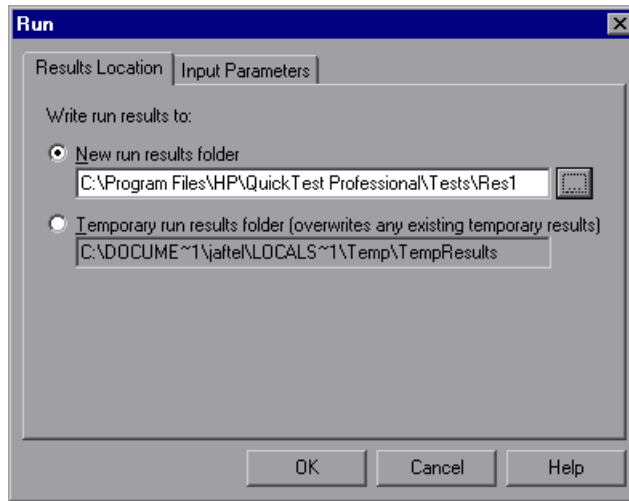 Run
Results Location Input Parameters
Write run results to:
New run results folder
C:\Program Files\HP\QuickTest Professional\Tests\Res1 ...
Temporary run results folder (overwrites any existing temporary results)
C:\DOCUME~1\jaftel\LOCALS~1\Temp\TempResults
OK Cancel Help